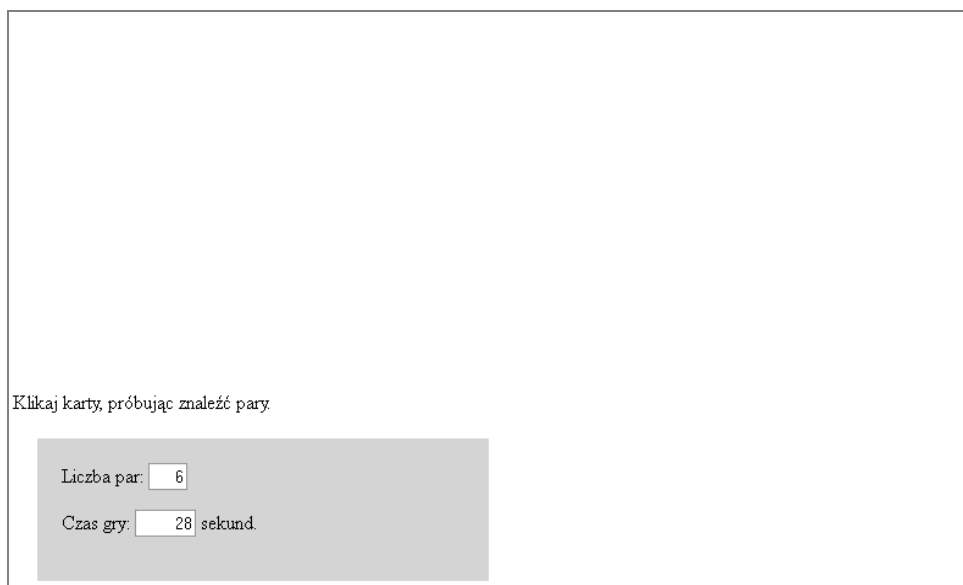 Klikaj karty, próbując znaleźć pary.
Liczba par: 6
Czas gry: 28 sekund.